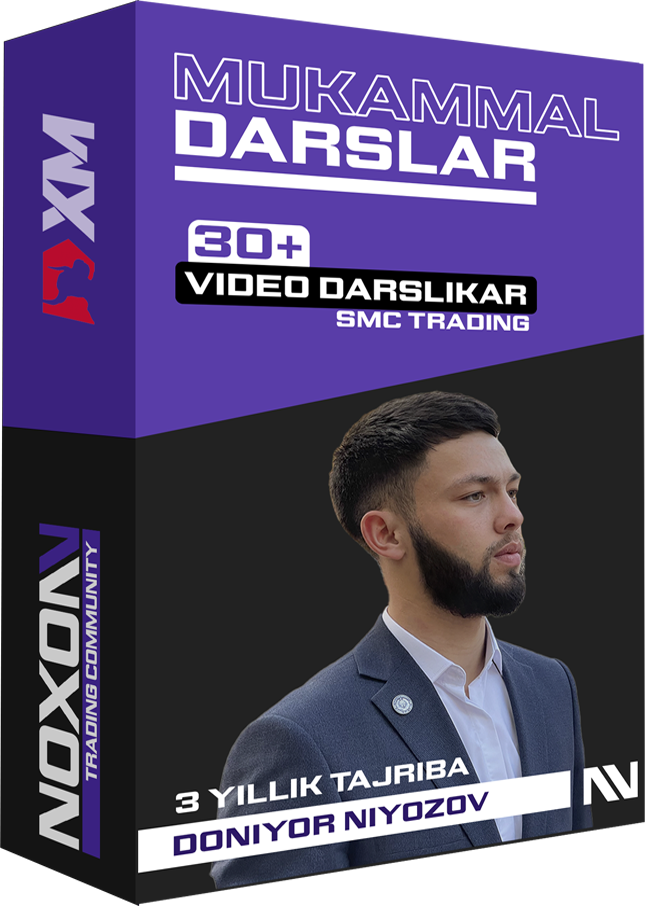 MUKAMMAL
DARSLAR
30+
VIDEO DARSLIKAR
SMC TRADING
3 YILLIK TAJRIBA
DONIYOR NIYOZOV
XM
NOXON
TRADING COMMUNITY